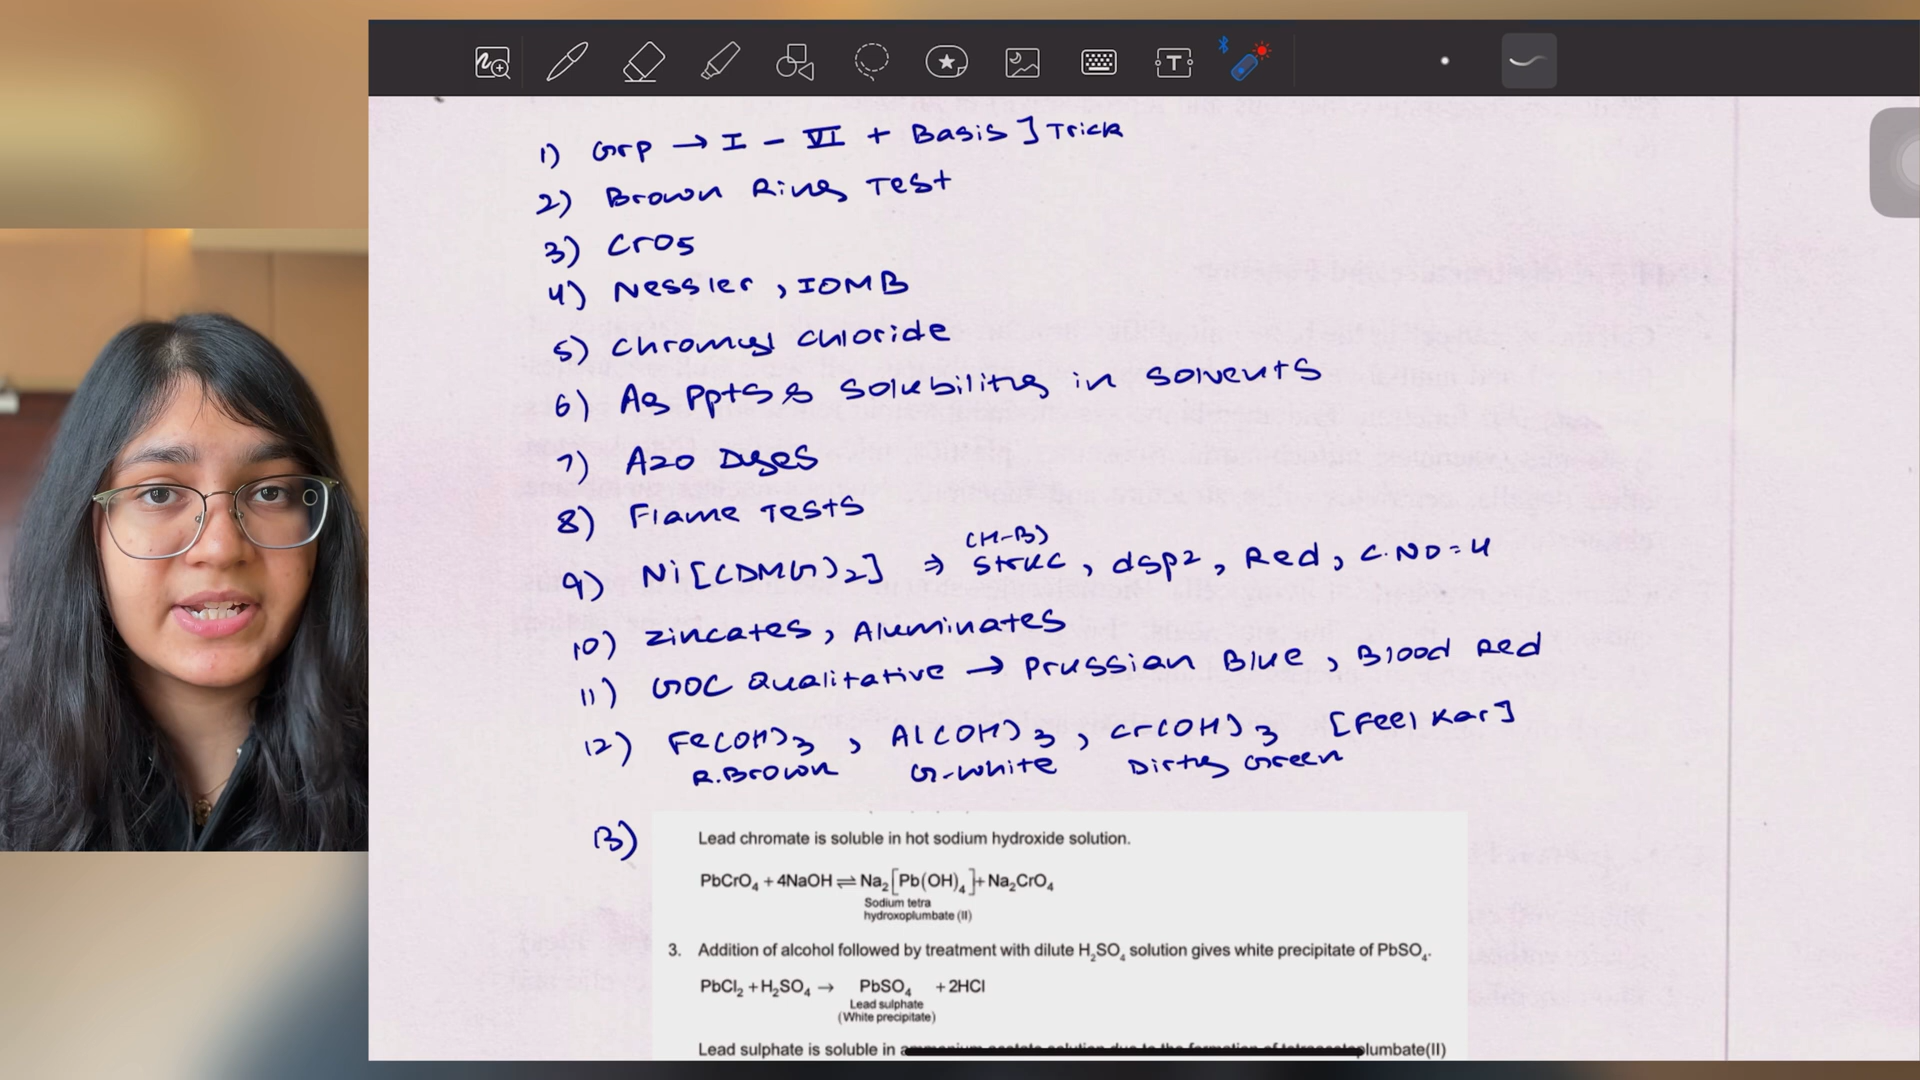 1) Grp → I - VI + Basis ] Trick
2) Brown Ring Test
3) CrO5
4) Nessler, IOMB
5) Chromyl Chloride
6) Ag Ppts & Solubility in Solvents
7) Azo Dyes
8) Flame Tests
(H-B)
9) Ni[(DMG)2] ⇒ Struc, dsp2, Red, C.No=4
10) Zincates, Aluminates
11) GOC Qualitative → Prussian Blue, Blood Red
12) Fe(OH)3, Al(OH)3, Cr(OH)3 [Feel Kar]
R.Brown G-White Dirty Green
13)
Lead chromate is soluble in hot sodium hydroxide solution.
PbCrO₄ + 4NaOH ⇌ Na₂[Pb(OH)₄] + Na₂CrO₄
Sodium tetra
hydroxoplumbate (II)
3. Addition of alcohol followed by treatment with dilute H₂SO₄ solution gives white precipitate of PbSO₄.
PbCl₂ + H₂SO₄ → PbSO₄ + 2HCl
Lead sulphate
(White precipitate)
Lead sulphate is soluble in plumbate(II)